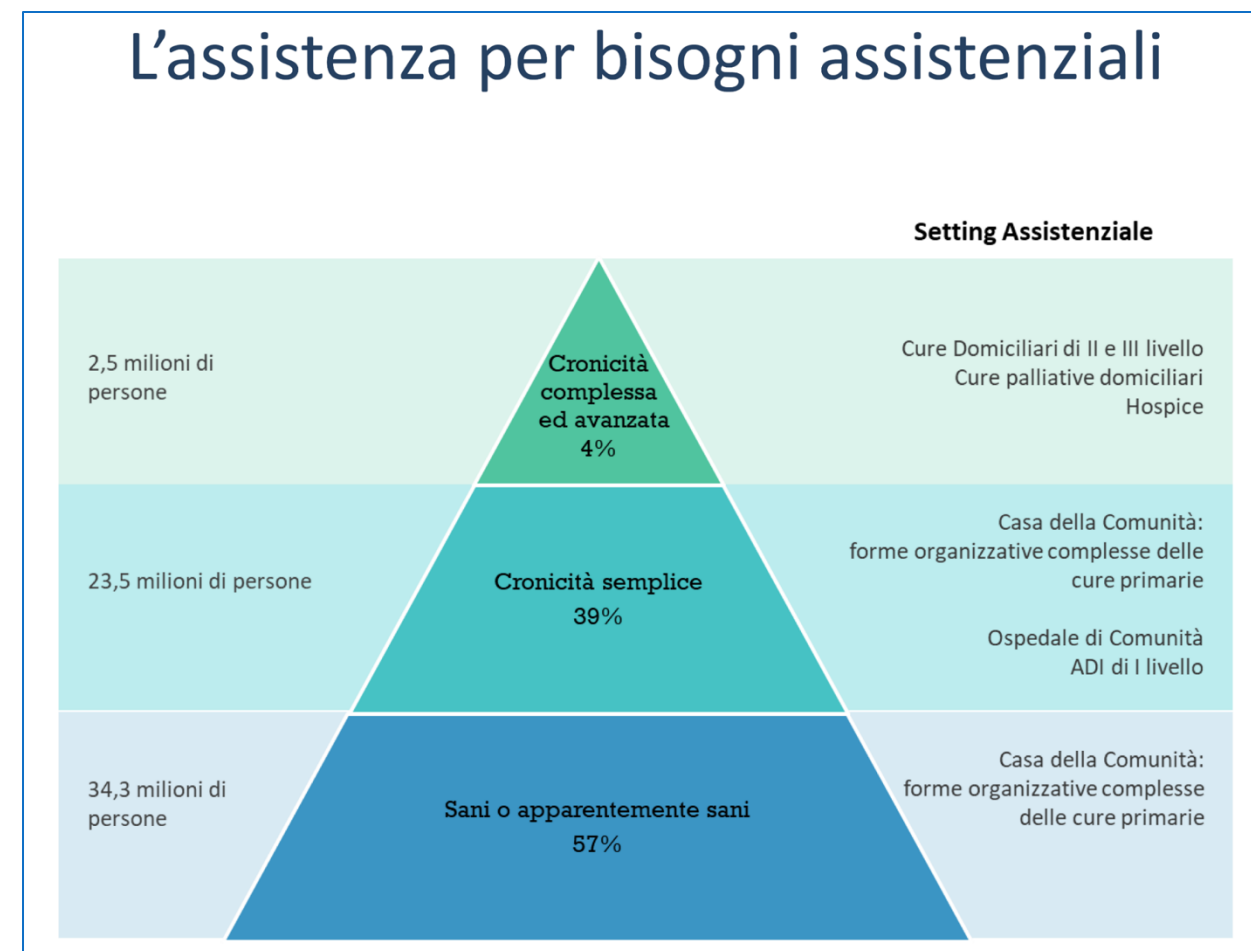 L’assistenza per bisogni assistenziali
Setting Assistenziale
2,5 milioni di
persone
Cronicità
complessa
ed avanzata
4%
Cure Domiciliari di II e III livello
Cure palliative domiciliari
Hospice
23,5 milioni di persone
Cronicità semplice
39%
Casa della Comunità:
forme organizzative complesse delle
cure primarie
Ospedale di Comunità
ADI di I livello
34,3 milioni di
persone
Sani o apparentemente sani
57%
Casa della Comunità:
forme organizzative complesse
delle cure primarie